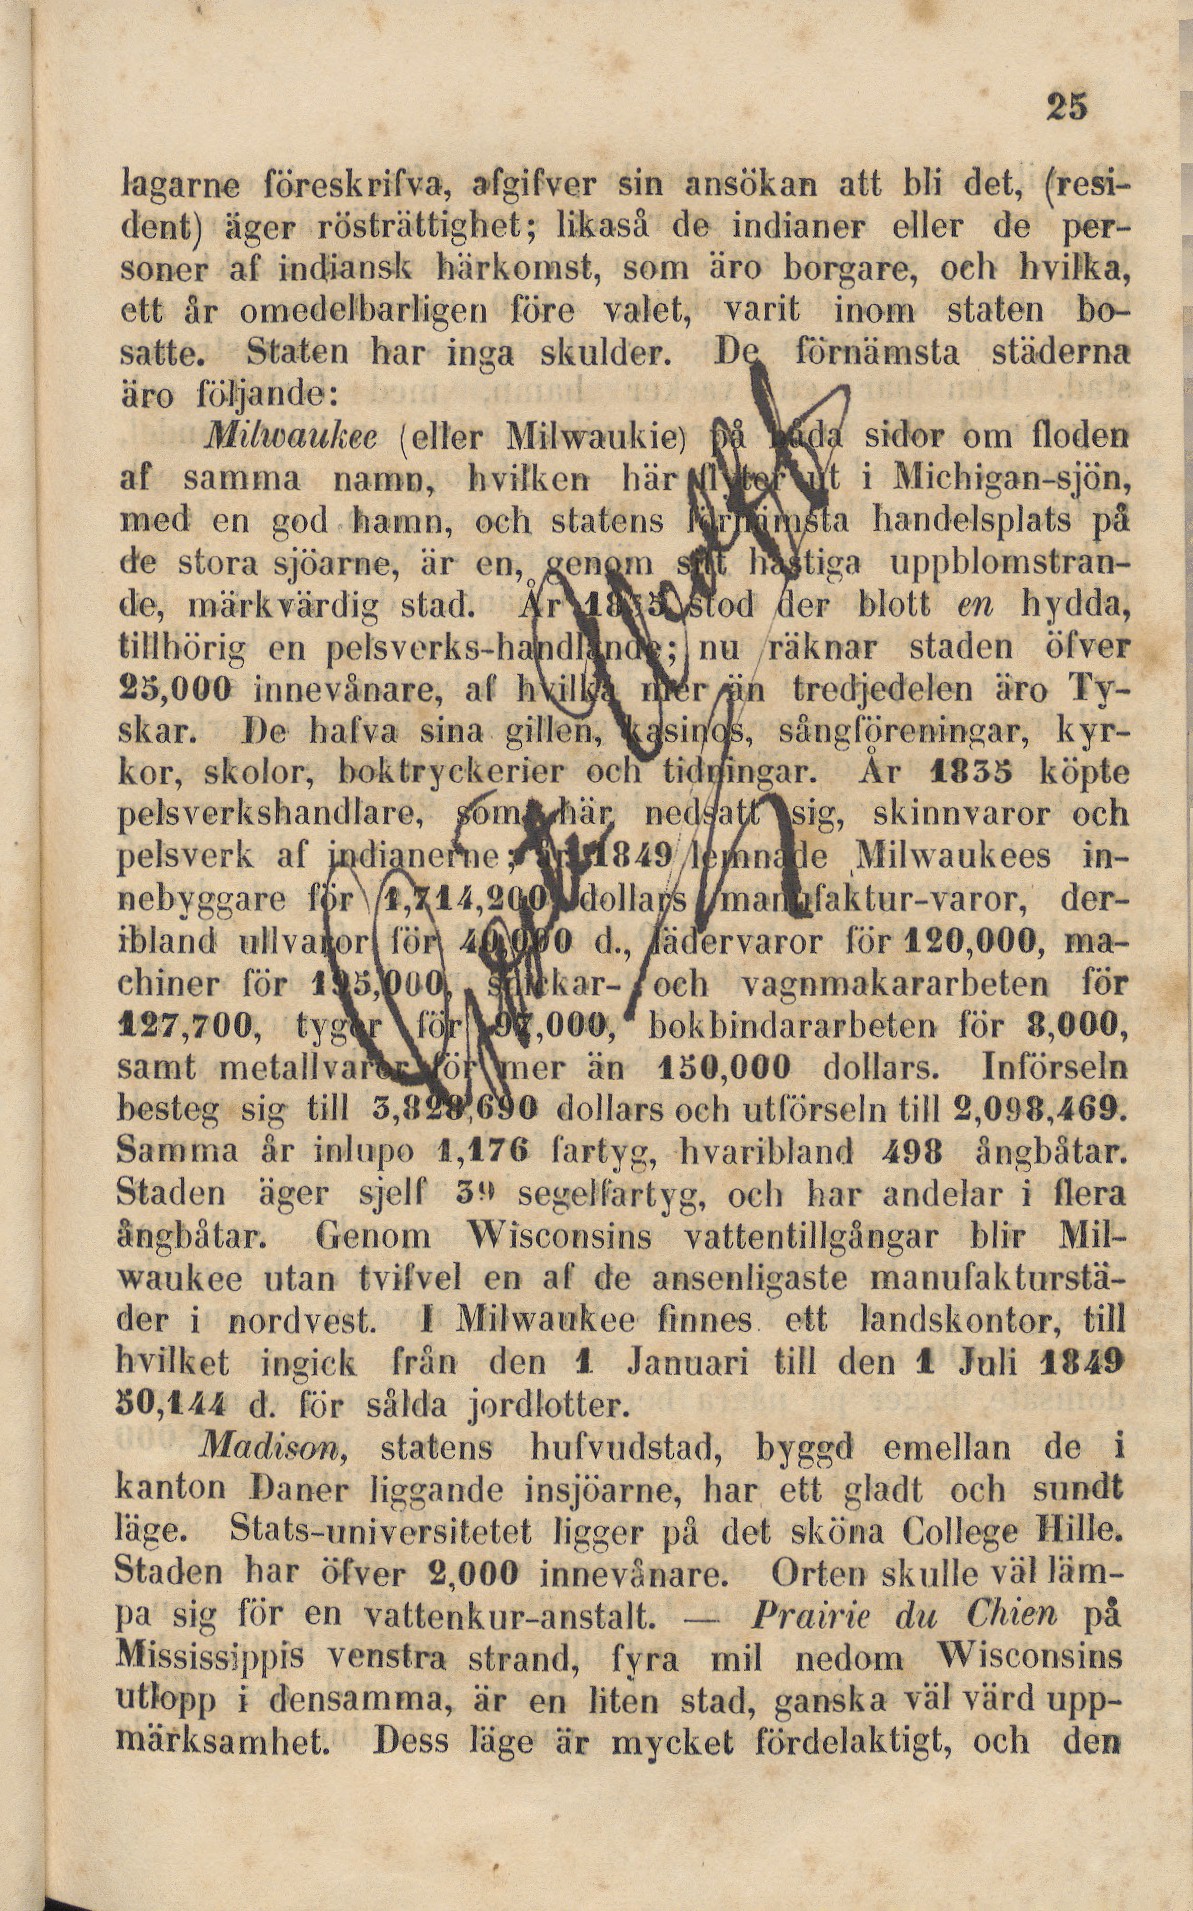 25
lagarne föreskrifva, afgifver sin ansökan att bli det, (resi-
dent) äger rösträttighet; likaså de indianer eller de per-
soner af indiansk härkomst, som äro borgare, och hvilka,
ett år omedelbarligen före valet, varit inom staten bo-
satte. Staten har inga skulder. De förnämsta städerna
äro följande:
Milwaukee (eller Milwaukie) på båda sidor om floden
af samma namn, hvilken här flyter ut i Michigan-sjön,
med en god hamn, och statens förnämsta handelsplats på
de stora sjöarne, är en, genom sitt hastiga uppblomstran-
de, märkvärdig stad. År 1835 stod der blott en hydda,
tillhörig en pelsverks-handlande; nu räknar staden öfver
25,000 innevånare, af hvilka mer än tredjedelen äro Ty-
skar. De hafva sina gillen, kasinos, sångföreningar, kyr-
kor, skolor, boktryckerier och tidningar. År 1835 köpte
pelsverkshandlare, som här nedsatt sig, skinnvaror och
pelsverk af indianerne; år 1849 lemnade Milwaukees in-
nebyggare för 1,714,200 dollars manufaktur-varor, der-
ibland ullvaror för 40,000 d., lädervaror för 120,000, ma-
chiner för 195,000, snickar- och vagnmakararbeten för
127,700, tyger för 97,000, bokbindararbeten för 8,000,
samt metallvaror för mer än 150,000 dollars. Införseln
besteg sig till 3,828,690 dollars och utförseln till 2,098,469.
Samma år inlupo 1,176 fartyg, hvaribland 498 ångbåtar.
Staden äger sjelf 39 segelfartyg, och har andelar i flera
ångbåtar. Genom Wisconsins vattentillgångar blir Mil-
waukee utan tvifvel en af de ansenligaste manufakturstä-
der i nordvest. I Milwaukee finnes ett landskontor, till
hvilket ingick från den 1 Januari till den 1 Juli 1849
50,144 d. för sålda jordlotter.
Madison, statens hufvudstad, byggd emellan de i
kanton Daner liggande insjöarne, har ett gladt och sundt
läge. Stats-universitetet ligger på det sköna College Hille.
Staden har öfver 2,000 innevånare. Orten skulle väl läm-
pa sig för en vattenkur-anstalt. — Prairie du Chien på
Mississippis venstra strand, fyra mil nedom Wisconsins
utlopp i densamma, är en liten stad, ganska väl värd upp-
märksamhet. Dess läge är mycket fördelaktigt, och den